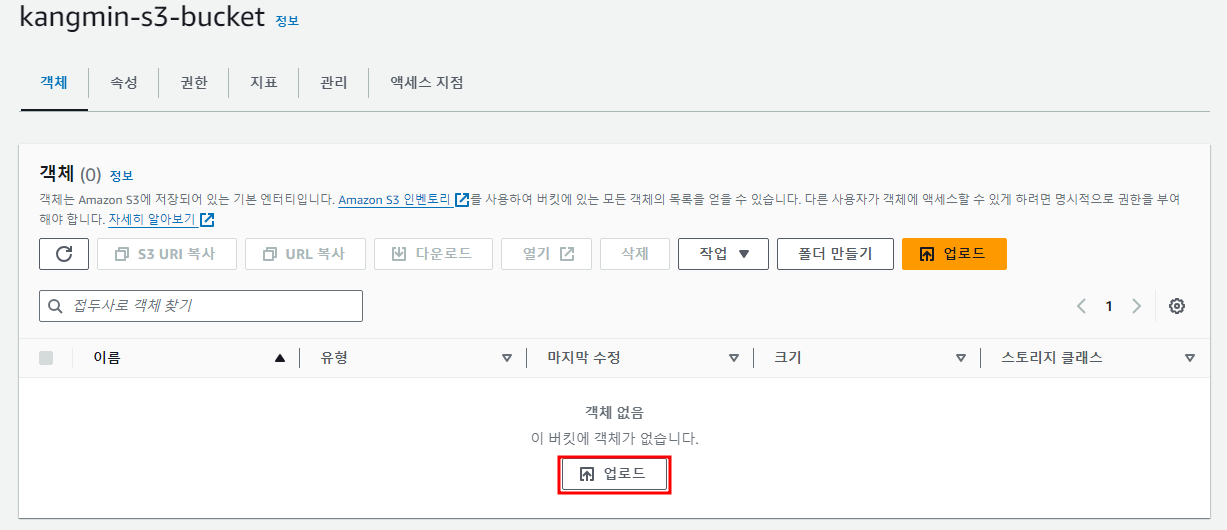 kangmin-s3-bucket 정보
객체 속성 권한 지표 관리 액세스 지점
객체 (0) 정보
객체는 Amazon S3에 저장되어 있는 기본 엔터티입니다. Amazon S3 인벤토리를 사용하여 버킷에 있는 모든 객체의 목록을 얻을 수 있습니다. 다른 사용자가 객체에 액세스할 수 있게 하려면 명시적으로 권한을 부여
해야 합니다. 자세히 알아보기
S3 URI 복사 URL 복사 다운로드 열기 삭제 작업 폴더 만들기 업로드
접두사로 객체 찾기 1
이름 유형 마지막 수정 크기 스토리지 클래스
객체 없음
이 버킷에 객체가 없습니다.
업로드